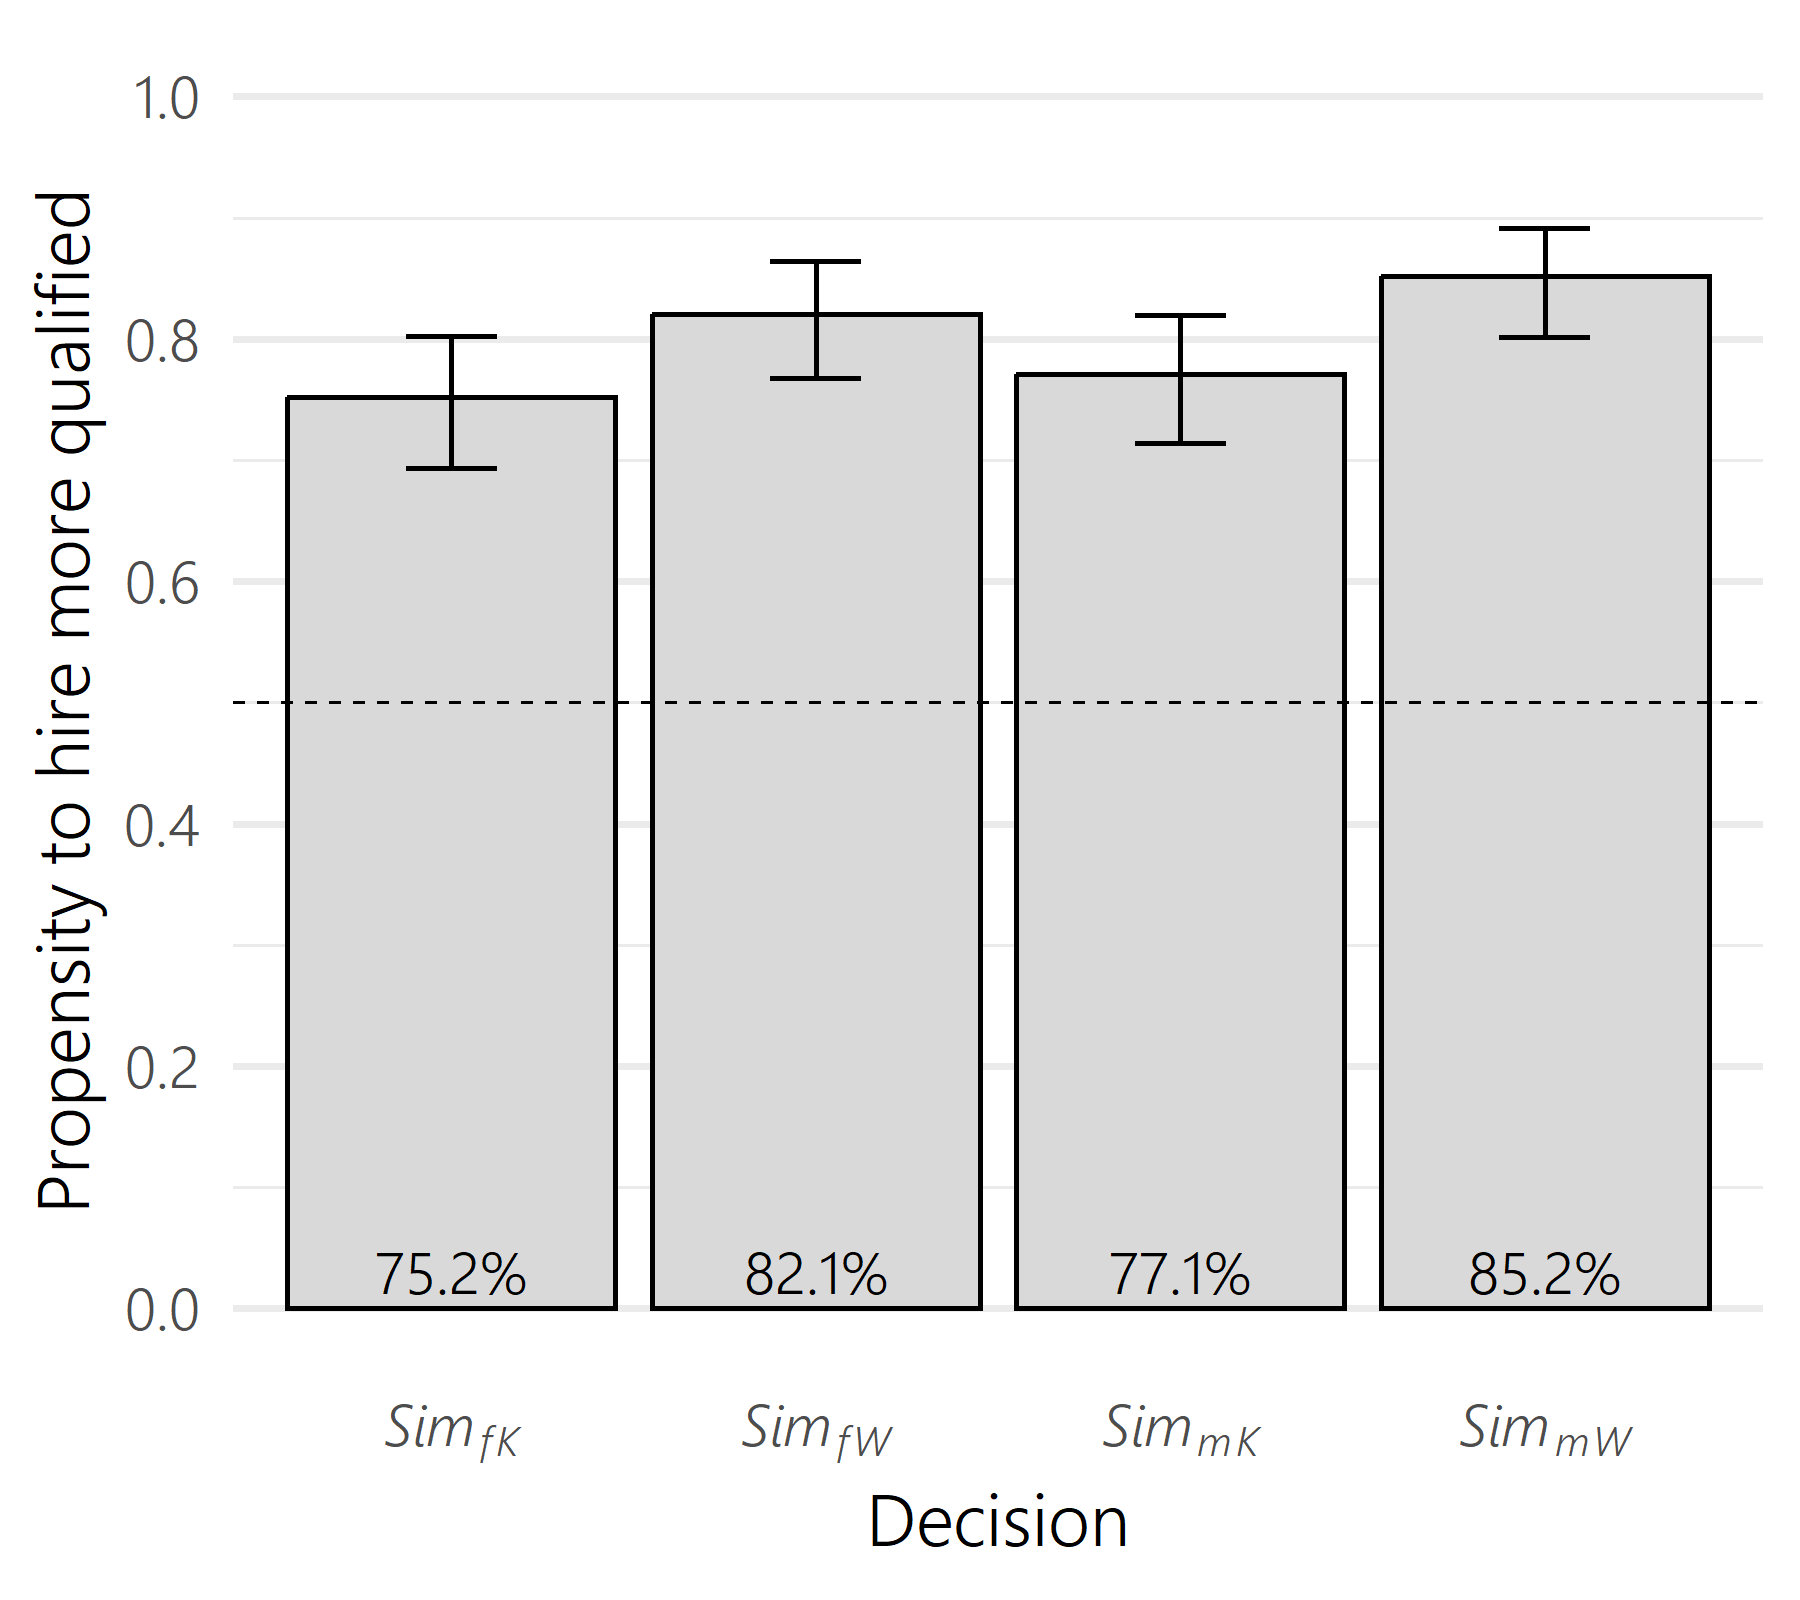 Propensity to hire more qualified
1.0
0.8
0.6
0.4
0.2
0.0
75.2% 82.1% 77.1% 85.2%
Sim fK Sim fW Sim mK Sim mW
Decision